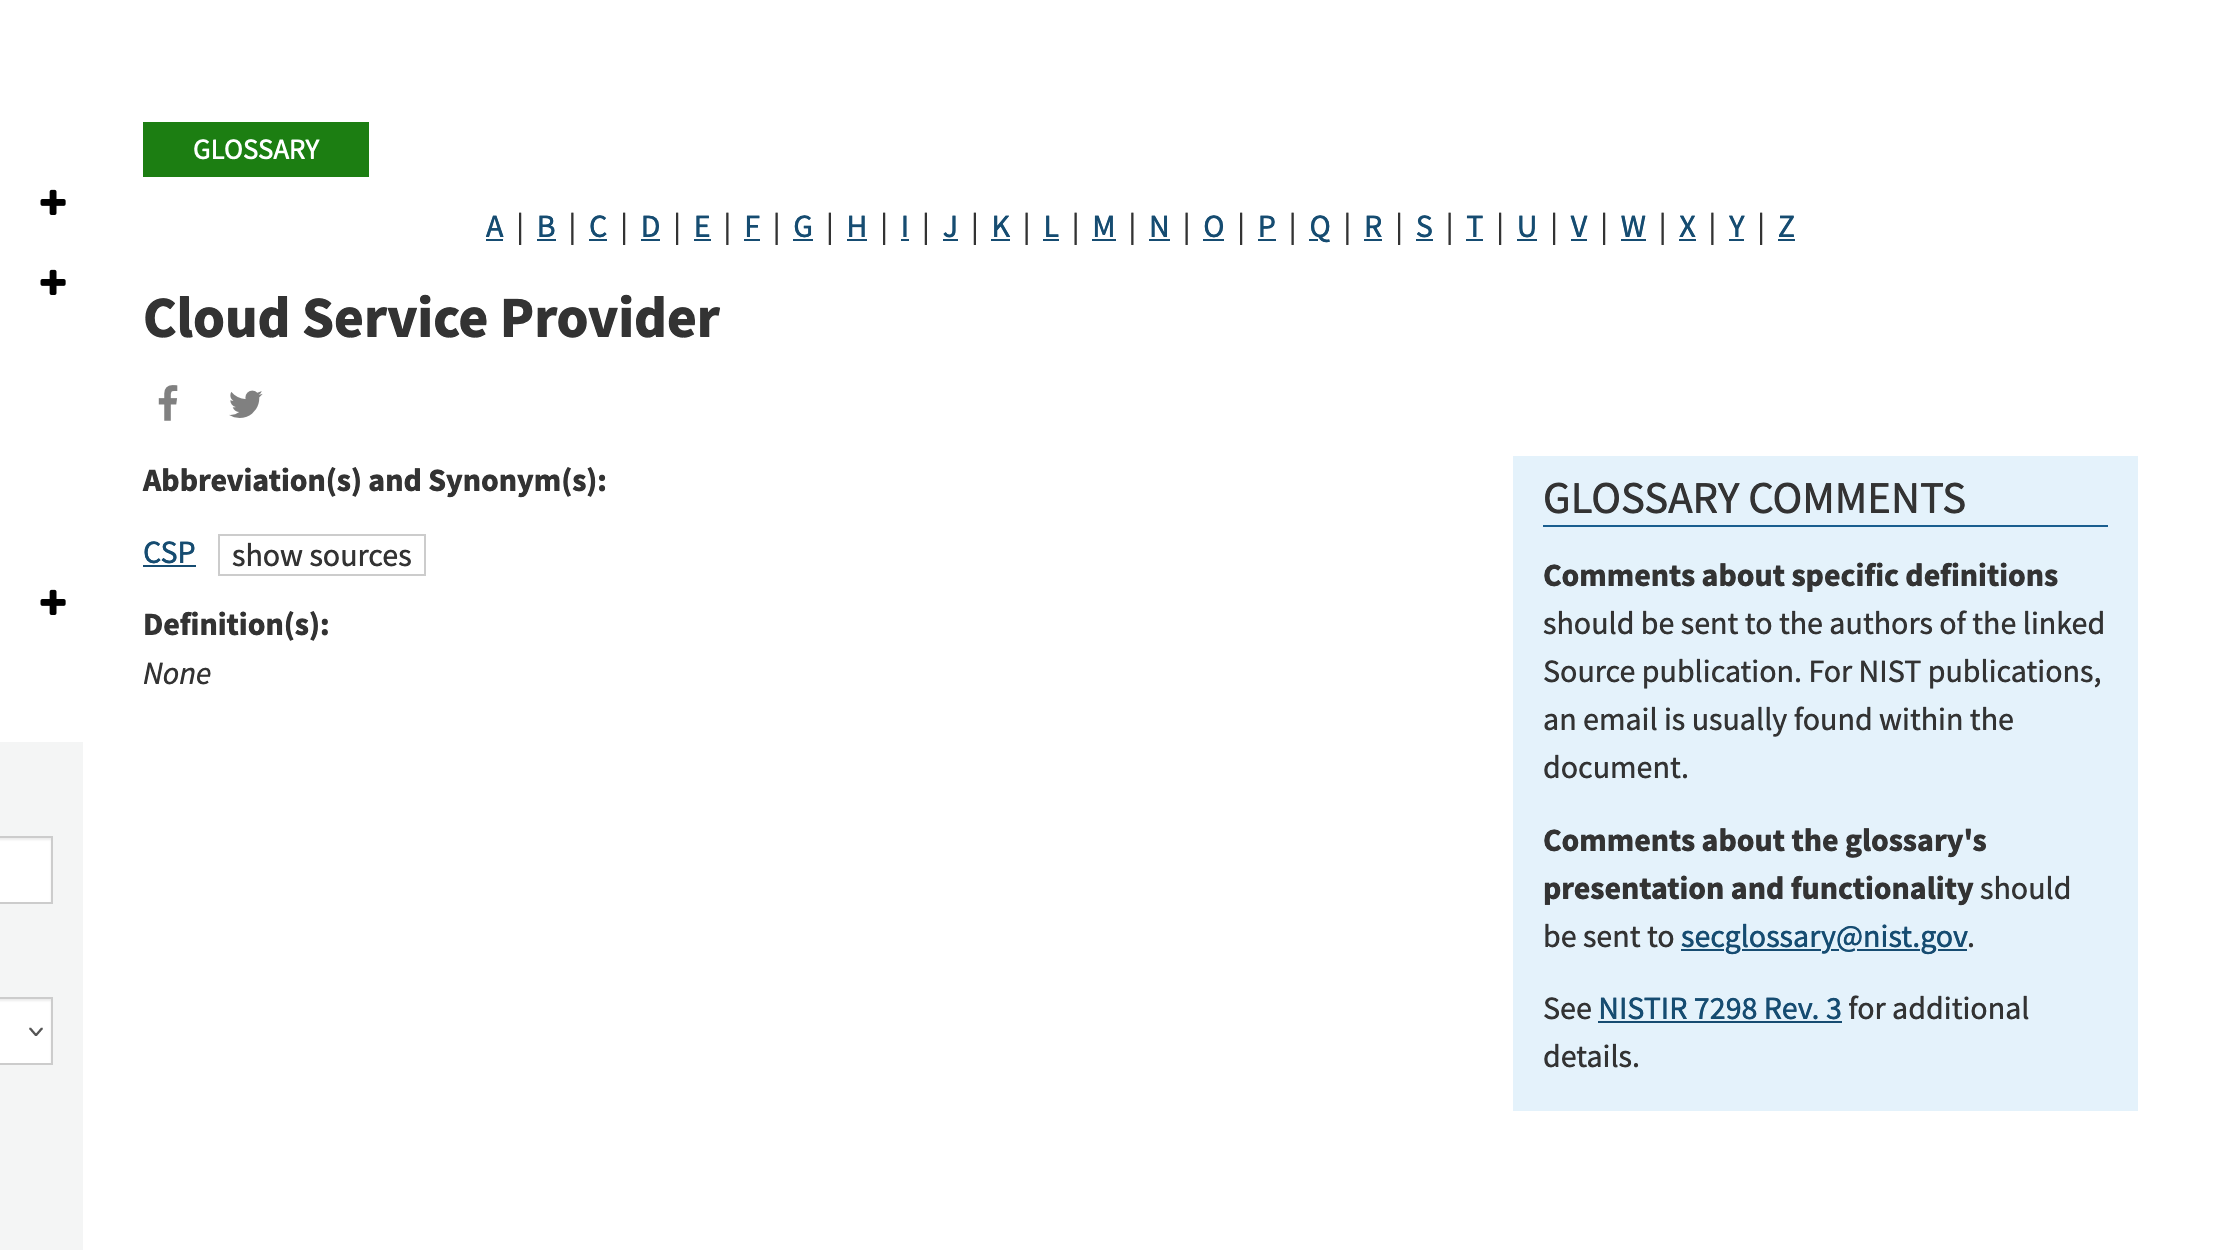 GLOSSARY
A | B | C | D | E | F | G | H | I | J | K | L | M | N | O | P | Q | R | S | T | U | V | W | X | Y | Z
Cloud Service Provider
Abbreviation(s) and Synonym(s):
CSP show sources
Definition(s):
None
GLOSSARY COMMENTS
Comments about specific definitions
should be sent to the authors of the linked
Source publication. For NIST publications,
an email is usually found within the
document.
Comments about the glossary's
presentation and functionality should
be sent to secglossary@nist.gov.
See NISTIR 7298 Rev. 3 for additional
details.